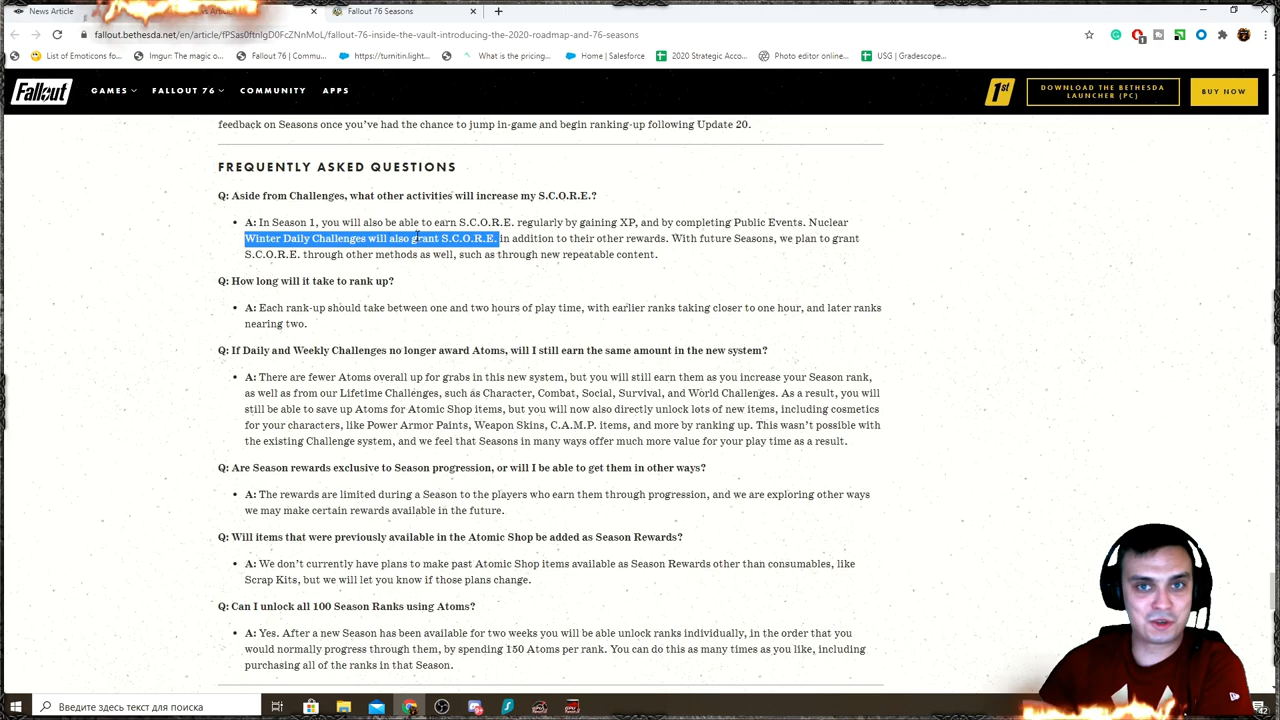 News Article
Fallout 76 Seasons
fallout.bethesda.net/en/article/fPSas0ftnlgD0FcZNnMoL/fallout-76-inside-the-vault-introducing-the-2020-roadmap-and-76-seasons
List of Emoticons fo... Imgur: The magic o... Fallout 76 | Commu... https://turnitin.light... What is the pricing... Home | Salesforce 2020 Strategic Acco... Photo editor online... USG | Gradescope...
Fallout GAMES FALLOUT 76 COMMUNITY APPS 1st DOWNLOAD THE BETHESDA LAUNCHER (PC) BUY NOW
feedback on Seasons once you've had the chance to jump in-game and begin ranking-up following Update 20.
FREQUENTLY ASKED QUESTIONS
Q: Aside from Challenges, what other activities will increase my S.C.O.R.E.?
A: In Season 1, you will also be able to earn S.C.O.R.E. regularly by gaining XP, and by completing Public Events. Nuclear
Winter Daily Challenges will also grant S.C.O.R.E. in addition to their other rewards. With future Seasons, we plan to grant
S.C.O.R.E. through other methods as well, such as through new repeatable content.
Q: How long will it take to rank up?
A: Each rank-up should take between one and two hours of play time, with earlier ranks taking closer to one hour, and later ranks
nearing two.
Q: If Daily and Weekly Challenges no longer award Atoms, will I still earn the same amount in the new system?
A: There are fewer Atoms overall up for grabs in this new system, but you will still earn them as you increase your Season rank,
as well as from our Lifetime Challenges, such as Character, Combat, Social, Survival, and World Challenges. As a result, you will
still be able to save up Atoms for Atomic Shop items, but you will now also directly unlock lots of new items, including cosmetics
for your characters, like Power Armor Paints, Weapon Skins, C.A.M.P. items, and more by ranking up. This wasn't possible with
the existing Challenge system, and we feel that Seasons in many ways offer much more value for your play time as a result.
Q: Are Season rewards exclusive to Season progression, or will I be able to get them in other ways?
A: The rewards are limited during a Season to the players who earn them through progression, and we are exploring other ways
we may make certain rewards available in the future.
Q: Will items that were previously available in the Atomic Shop be added as Season Rewards?
A: We don't currently have plans to make past Atomic Shop items available as Season Rewards other than consumables, like
Scrap Kits, but we will let you know if those plans change.
Q: Can I unlock all 100 Season Ranks using Atoms?
A: Yes. After a new Season has been available for two weeks you will be able unlock ranks individually, in the order that you
would normally progress through them, by spending 150 Atoms per rank. You can do this as many times as you like, including
purchasing all of the ranks in that Season.
Введите здесь текст для поиска